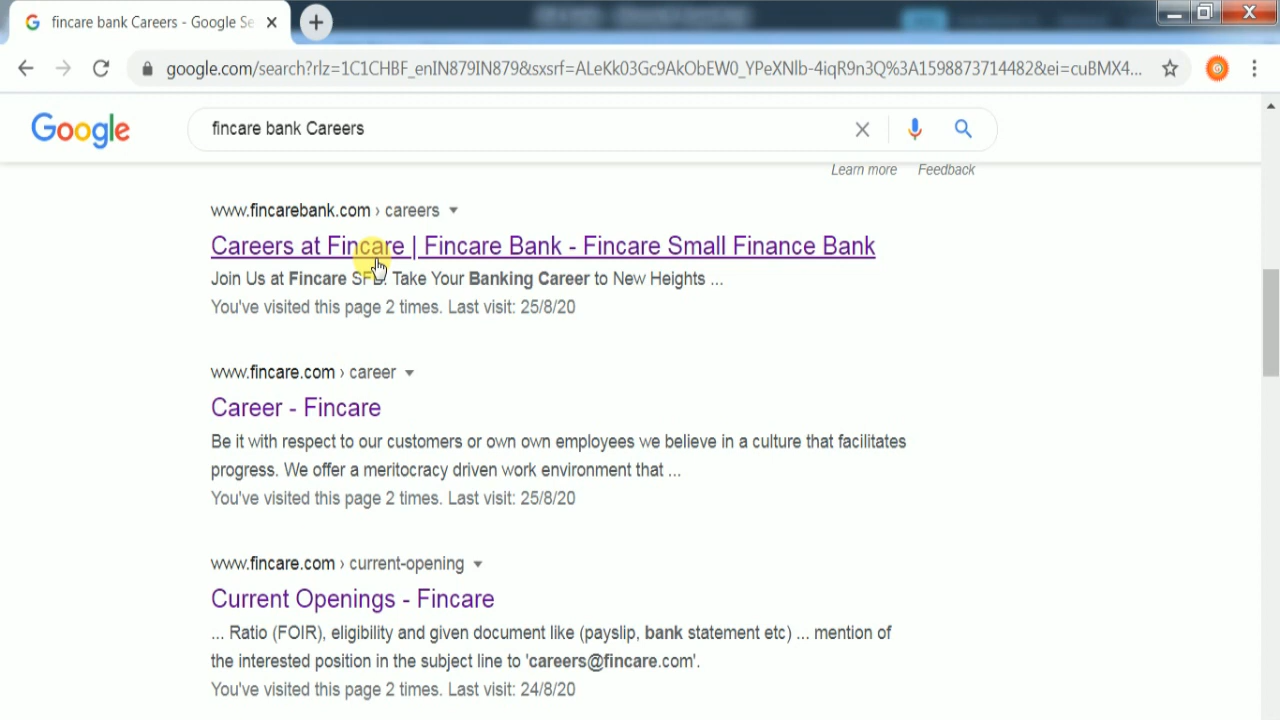 fincare bank Careers - Google Se
google.com/search?rlz=1C1CHBF_enIN879IN879&sxsrf=ALeKk03Gc9AkObEW0_YPeXNlb-4iqR9n3Q%3A1598873714482&ei=cuBMX4...
Google
fincare bank Careers
Learn more Feedback
www.fincarebank.com › careers
Careers at Fincare | Fincare Bank - Fincare Small Finance Bank
Join Us at Fincare SFB. Take Your Banking Career to New Heights ...
You've visited this page 2 times. Last visit: 25/8/20
www.fincare.com › career
Career - Fincare
Be it with respect to our customers or own own employees we believe in a culture that facilitates
progress. We offer a meritocracy driven work environment that ...
You've visited this page 2 times. Last visit: 25/8/20
www.fincare.com › current-opening
Current Openings - Fincare
... Ratio (FOIR), eligibility and given document like (payslip, bank statement etc) ... mention of
the interested position in the subject line to 'careers@fincare.com'.
You've visited this page 2 times. Last visit: 24/8/20